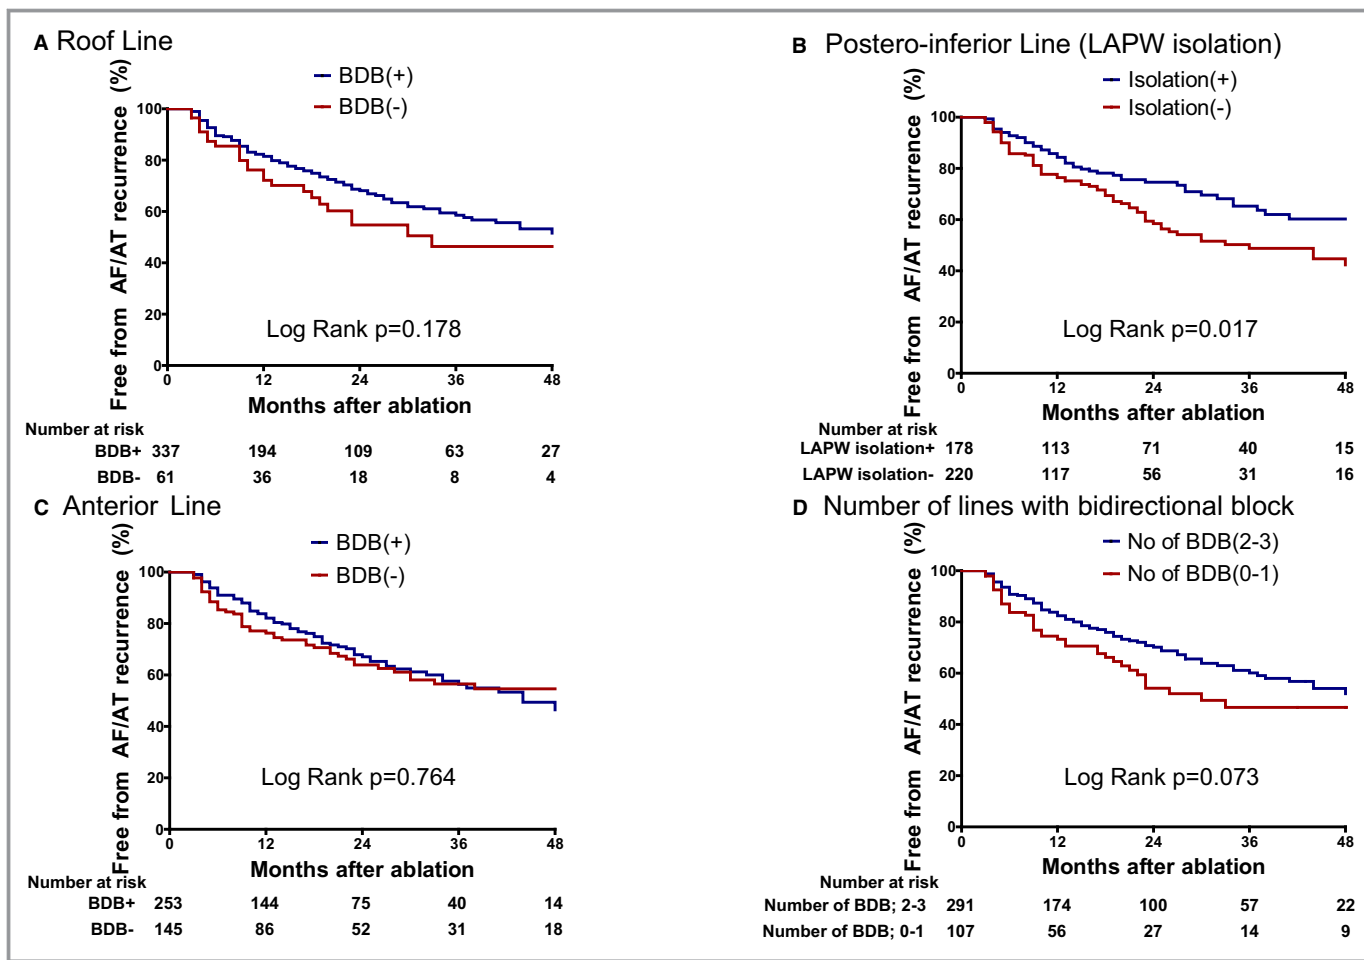 A Roof Line
BDB(+)
BDB(-)
Free from AF/AT recurrence (%)
100
80
60
40
20
0
0 12 24 36 48
Log Rank p=0.178
Months after ablation
Number at risk
BDB+ 337 194 109 63 27
BDB- 61 36 18 8 4
B Postero-inferior Line (LAPW isolation)
Isolation(+)
Isolation(-)
Free from AF/AT recurrence (%)
100
80
60
40
20
0
0 12 24 36 48
Log Rank p=0.017
Months after ablation
Number at risk
LAPW isolation+ 178 113 71 40 15
LAPW isolation- 220 117 56 31 16
C Anterior Line
BDB(+)
BDB(-)
Free from AF/AT recurrence (%)
100
80
60
40
20
0
0 12 24 36 48
Log Rank p=0.764
Months after ablation
Number at risk
BDB+ 253 144 75 40 14
BDB- 145 86 52 31 18
D Number of lines with bidirectional block
No of BDB(2-3)
No of BDB(0-1)
Free from AF/AT recurrence (%)
100
80
60
40
20
0
0 12 24 36 48
Log Rank p=0.073
Months after ablation
Number at risk
Number of BDB; 2-3 291 174 100 57 22
Number of BDB; 0-1 107 56 27 14 9